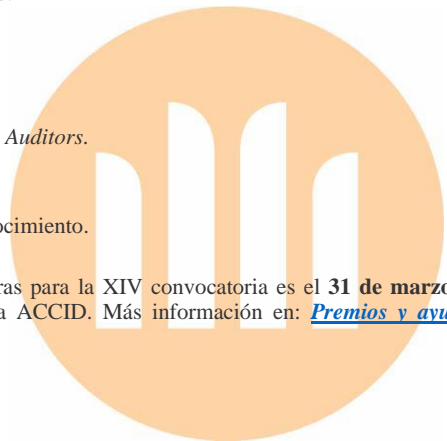 Auditors.
ocimiento.
ras para la XIV convocatoria es el 31 de marzo
a ACCID. Más información en: Premios y ayu